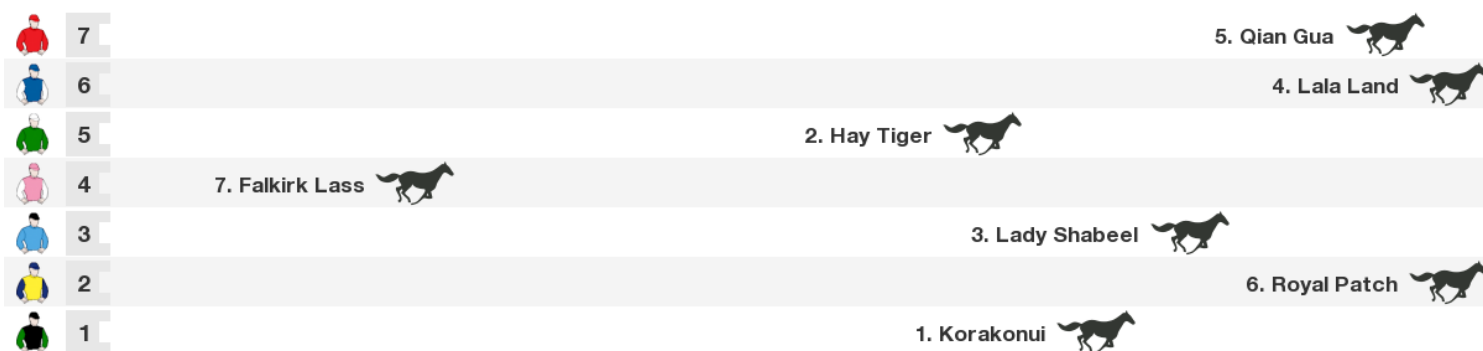 7 5. Qian Gua
6 4. Lala Land
5 2. Hay Tiger
4 7. Falkirk Lass
3 3. Lady Shabeel
2 6. Royal Patch
1 1. Korakonui